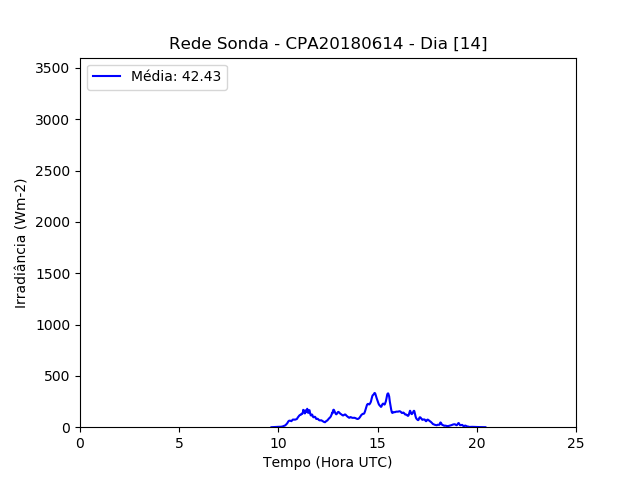 Rede Sonda - CPA20180614 - Dia [14]
Média: 42.43
3500
3000
2500
2000
1500
1000
500
0
Irradiância (Wm-2)
0 5 10 15 20 25
Tempo (Hora UTC)